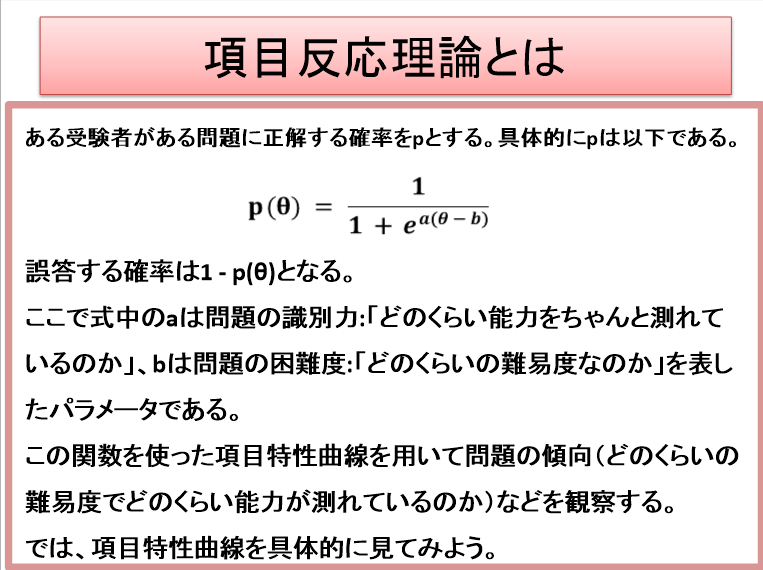 項目反応理論とは
ある受験者がある問題に正解する確率をpとする。具体的にpは以下である。
p(θ) = 1 / (1 + e^{a(θ − b)})
誤答する確率は1 - p(θ)となる。
ここで式中のaは問題の識別力:「どのくらい能力をちゃんと測れて
いるのか」、bは問題の困難度:「どのくらいの難易度なのか」を表し
たパラメータである。
この関数を使った項目特性曲線を用いて問題の傾向(どのくらいの
難易度でどのくらい能力が測れているのか)などを観察する。
では、項目特性曲線を具体的に見てみよう。